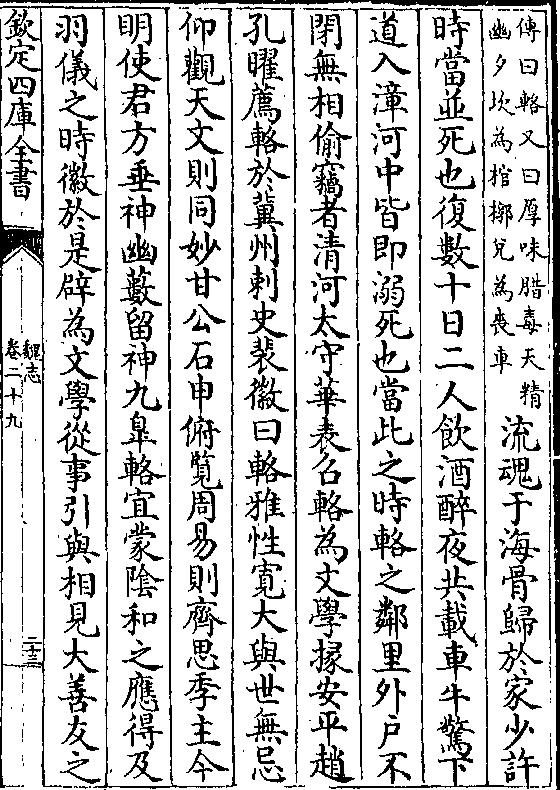 傳曰輅又曰厚味腊毒夭精
幽夕坎為棺槨兌為喪車
流魂于海骨歸於家少許
時當並死也復數十日二人飲酒醉夜共載車牛驚下
道入漳河中皆即溺死也當此之時輅之鄰里外户不
閉無相偷竊者清河太守華表召輅為文學掾安平趙
孔曜薦輅於冀州刺史裴徽曰輅雅性寛大與世無忌
仰觀天文則同妙甘公石申俯覽周易則齊思季主今
明使君方垂神幽藪留神九臯輅宜蒙陰和之應得及
羽儀之時徽於是辟為文學從事引與相見大善友之
欽定四庫全書
魏志
卷二十九
二十三